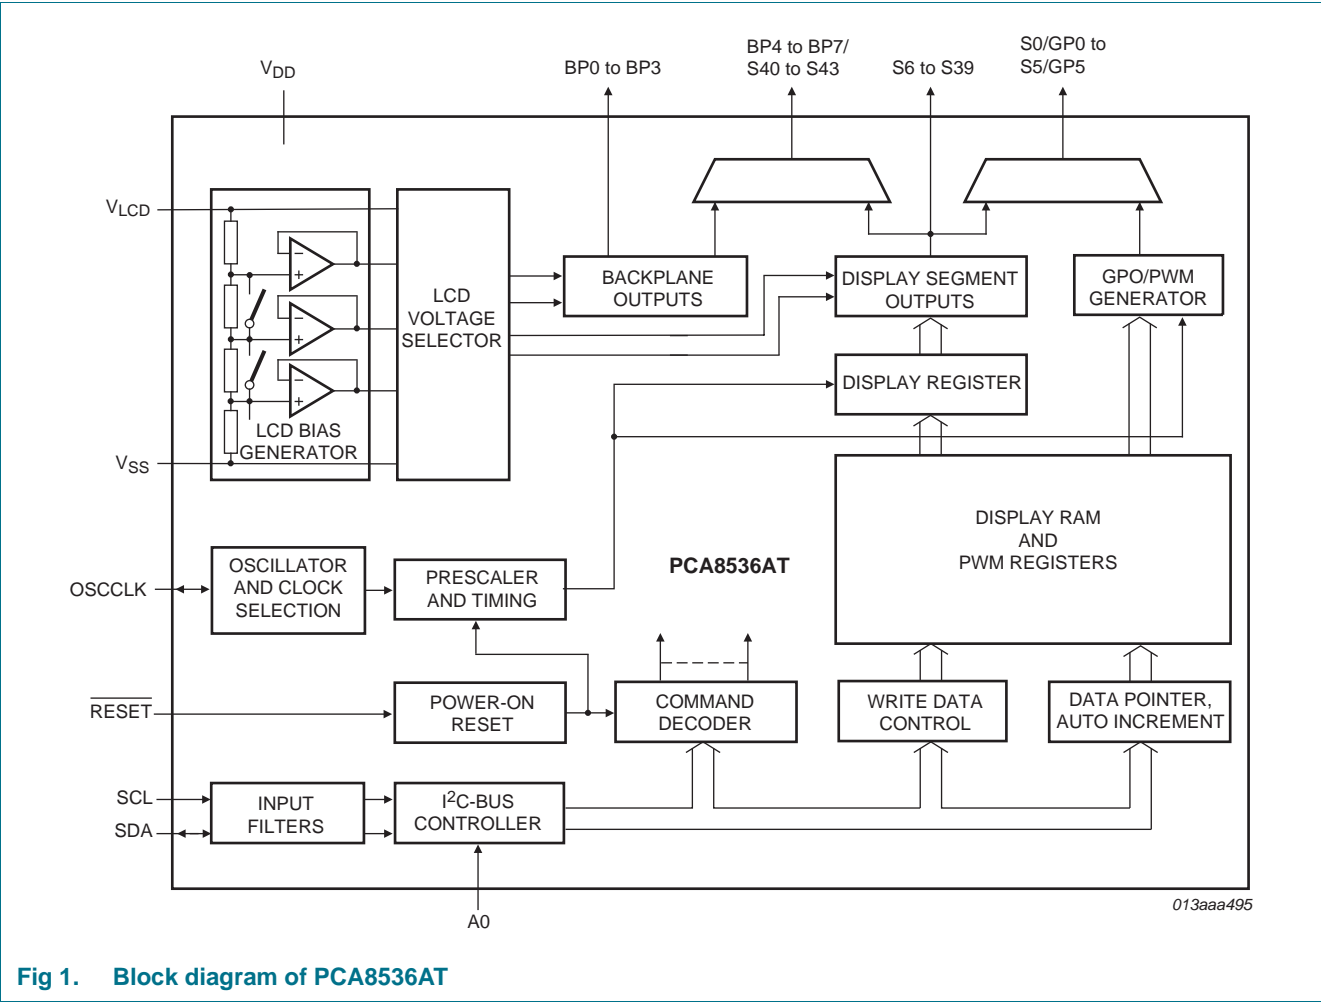 V_DD
BP0 to BP3
BP4 to BP7/
S40 to S43
S6 to S39
S0/GP0 to
S5/GP5
V_LCD
V_SS
LCD BIAS
GENERATOR
LCD
VOLTAGE
SELECTOR
BACKPLANE
OUTPUTS
DISPLAY SEGMENT
OUTPUTS
GPO/PWM
GENERATOR
DISPLAY REGISTER
DISPLAY RAM
AND
PWM REGISTERS
OSCCLK
OSCILLATOR
AND CLOCK
SELECTION
PRESCALER
AND TIMING
PCA8536AT
RESET
POWER-ON
RESET
COMMAND
DECODER
WRITE DATA
CONTROL
DATA POINTER,
AUTO INCREMENT
SCL
SDA
INPUT
FILTERS
I²C-BUS
CONTROLLER
A0
013aaa495
Fig 1. Block diagram of PCA8536AT